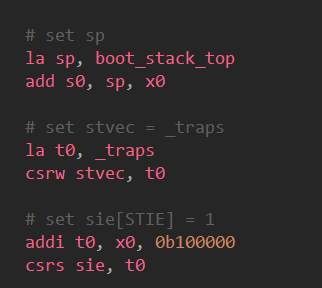 # set sp
la sp, boot_stack_top
add s0, sp, x0
# set stvec = _traps
la t0, _traps
csrw stvec, t0
# set sie[STIE] = 1
addi t0, x0, 0b100000
csrs sie, t0